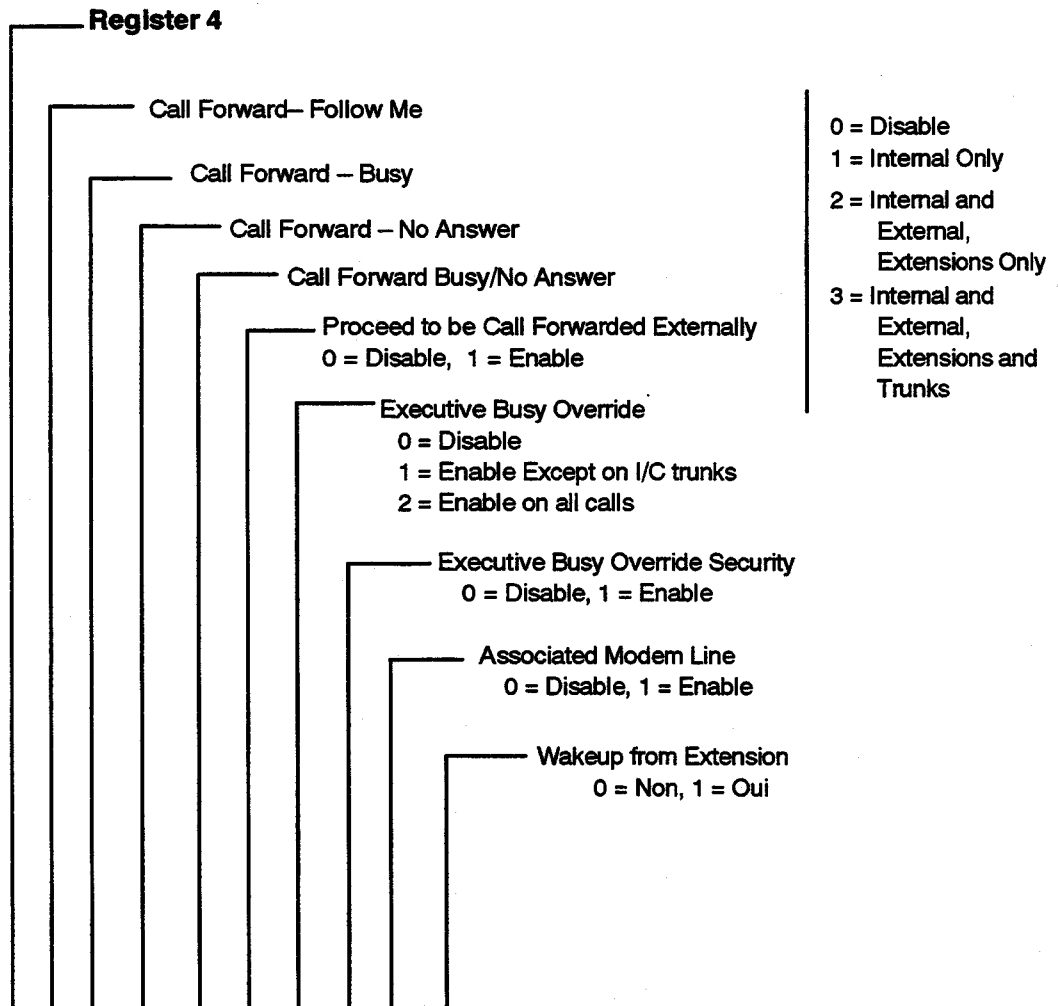 Register 4
Call Forward– Follow Me
Call Forward – Busy
Call Forward – No Answer
Call Forward Busy/No Answer
0 = Disable
1 = Internal Only
2 = Internal and
External,
Extensions Only
3 = Internal and
External,
Extensions and
Trunks
Proceed to be Call Forwarded Externally
0 = Disable, 1 = Enable
Executive Busy Override
0 = Disable
1 = Enable Except on I/C trunks
2 = Enable on all calls
Executive Busy Override Security
0 = Disable, 1 = Enable
Associated Modem Line
0 = Disable, 1 = Enable
Wakeup from Extension
0 = Non, 1 = Oui